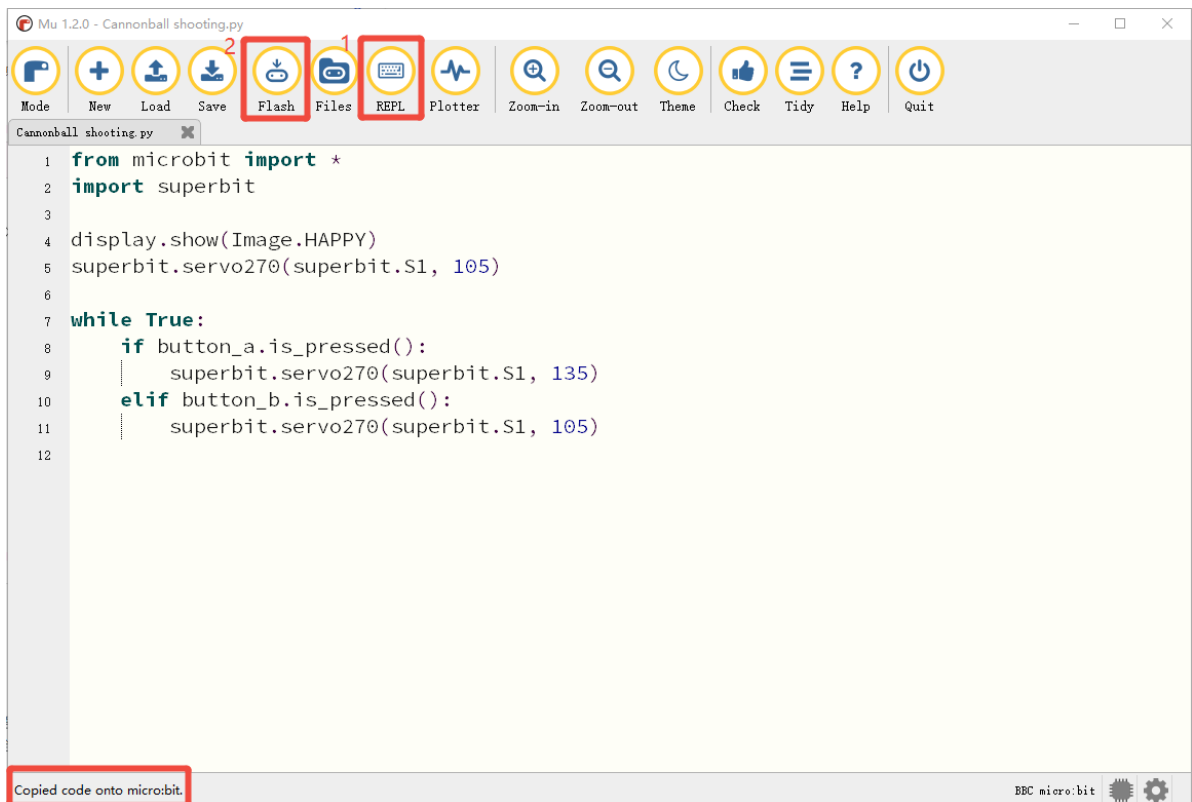 Mu 1.2.0 - Cannonball shooting.py
2 1
Mode New Load Save Flash Files REPL Plotter Zoom-in Zoom-out Theme Check Tidy Help Quit
Cannonball shooting.py
1 from microbit import *
2 import superbit
3
4 display.show(Image.HAPPY)
5 superbit.servo270(superbit.S1, 105)
6
7 while True:
8 if button_a.is_pressed():
9 superbit.servo270(superbit.S1, 135)
10 elif button_b.is_pressed():
11 superbit.servo270(superbit.S1, 105)
12
Copied code onto micro:bit. BBC micro:bit